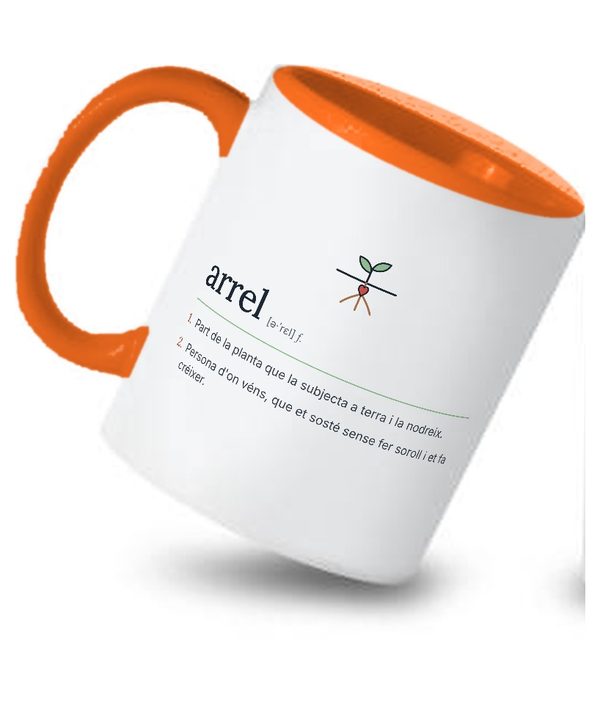 arrel [ə·ˈrɛl] f.
1. Part de la planta que la subjecta a terra i la nodreix.
2. Persona d'on véns, que et sosté sense fer soroll i et fa
créixer.